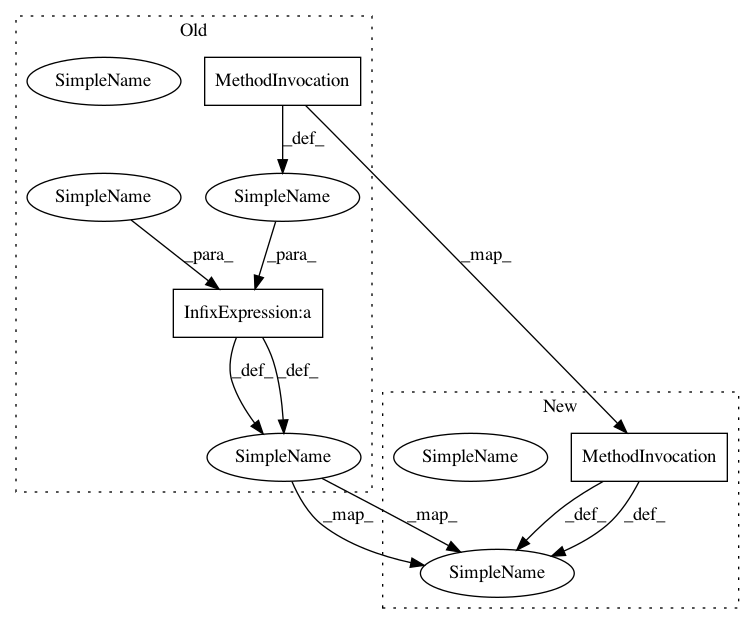 Old
SimpleName
MethodInvocation
_def_
SimpleName
SimpleName
_para_
_para_
_map_
InfixExpression:a
_def_
_def_
New
SimpleName
SimpleName
MethodInvocation
_map_
_map_
_def_
_def_
SimpleName